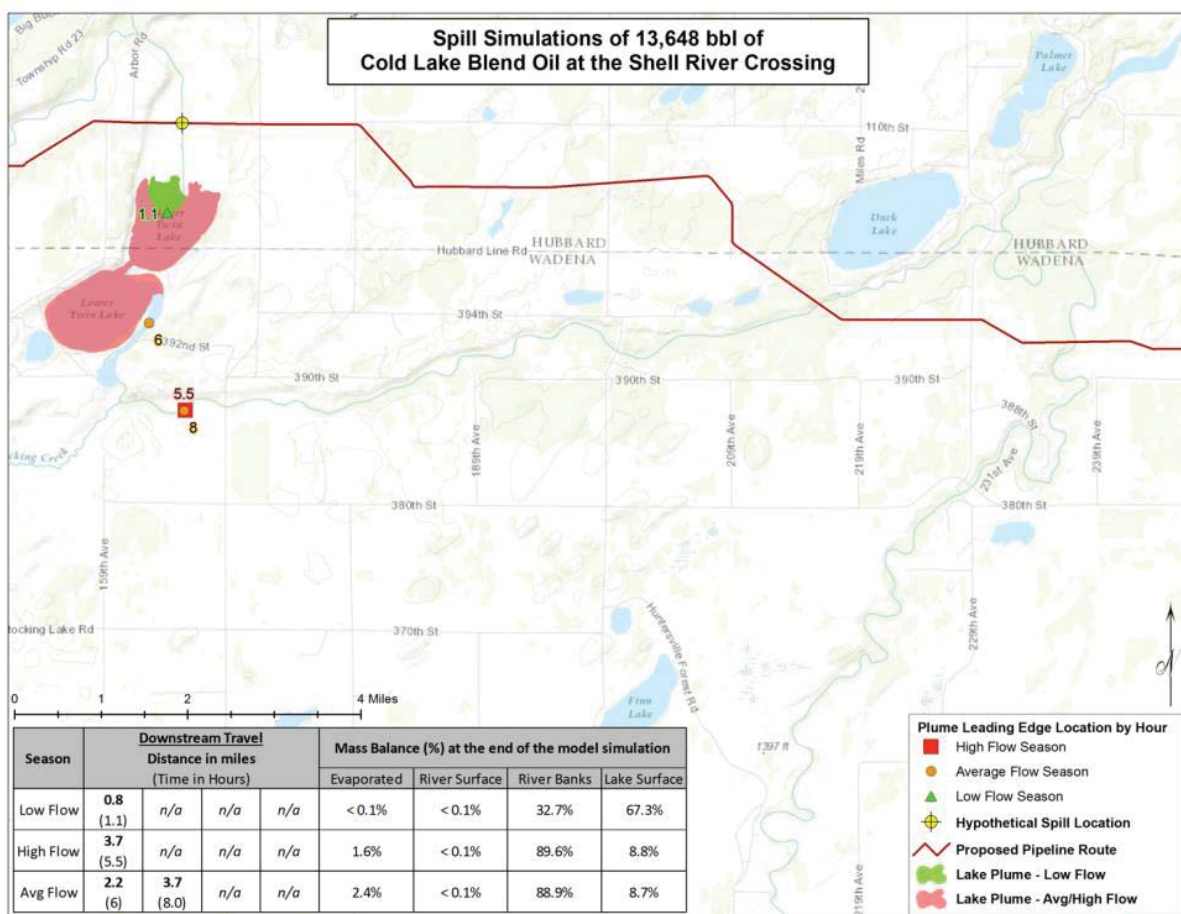 Spill Simulations of 13,648 bbl of
Cold Lake Blend Oil at the Shell River Crossing
Township Rd 23
Arbor Rd
Palmer
Lake
110th St
Miles Rd
1.1
Twin
Lake
Duck
Lake
Hubbard Line Rd
HUBBARD
WADENA
HUBBARD
WADENA
Lower
Twin Lake
394th St
6
392nd St
390th St
390th St
390th St
5.5
8
388th St
189th Ave
209th Ave
219th Ave
231st Ave
239th Ave
cking Creek
380th St
380th St
159th Ave
tocking Lake Rd
370th St
Huntersville Forest Rd
229th Ave
Finn
Lake
1397 ft
219th Ave
N
0 1 2 4 Miles
Season Downstream Travel Mass Balance (%) at the end of the model simulation
Distance in miles
(Time in Hours) Evaporated River Surface River Banks Lake Surface
Low Flow 0.8 n/a n/a n/a < 0.1% < 0.1% 32.7% 67.3%
(1.1)
High Flow 3.7 n/a n/a n/a 1.6% < 0.1% 89.6% 8.8%
(5.5)
Avg Flow 2.2 3.7 n/a n/a 2.4% < 0.1% 88.9% 8.7%
(6) (8.0)
Plume Leading Edge Location by Hour
High Flow Season
Average Flow Season
Low Flow Season
Hypothetical Spill Location
Proposed Pipeline Route
Lake Plume - Low Flow
Lake Plume - Avg/High Flow